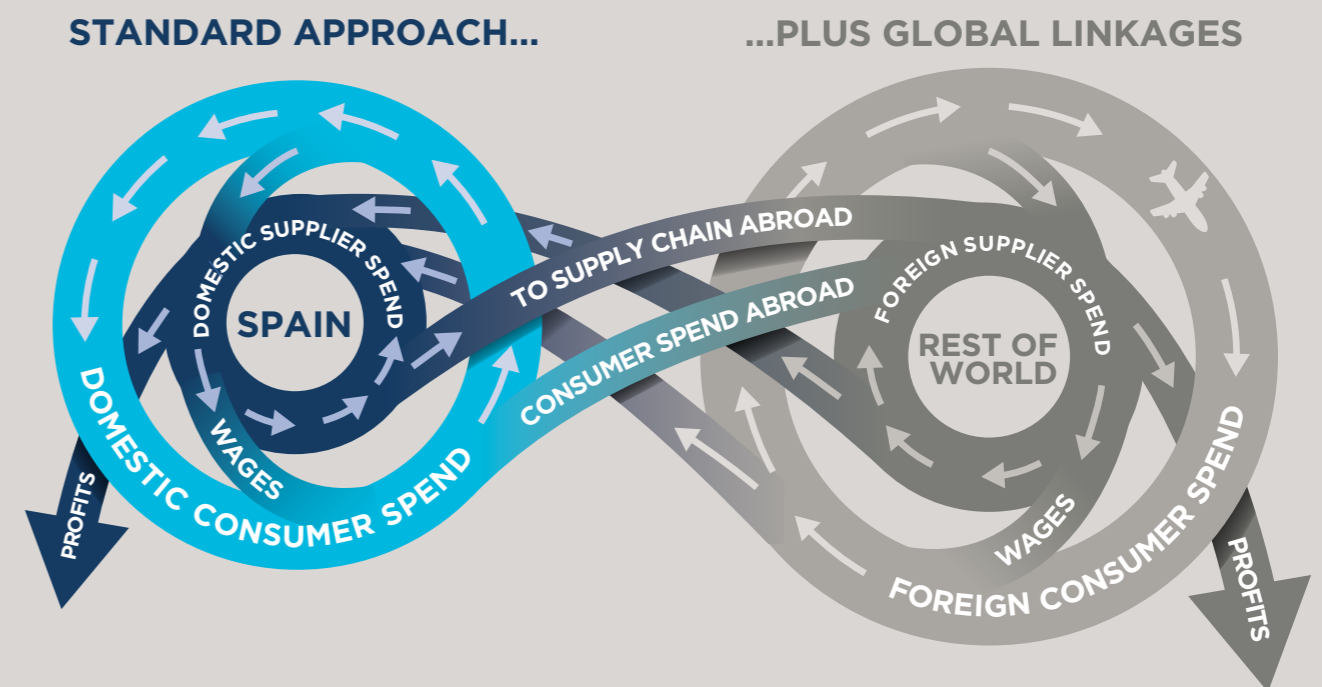 STANDARD APPROACH...
...PLUS GLOBAL LINKAGES
DOMESTIC SUPPLIER SPEND
SPAIN
WAGES
DOMESTIC CONSUMER SPEND
PROFITS
TO SUPPLY CHAIN ABROAD
CONSUMER SPEND ABROAD
FOREIGN SUPPLIER SPEND
REST OF
WORLD
WAGES
FOREIGN CONSUMER SPEND
PROFITS